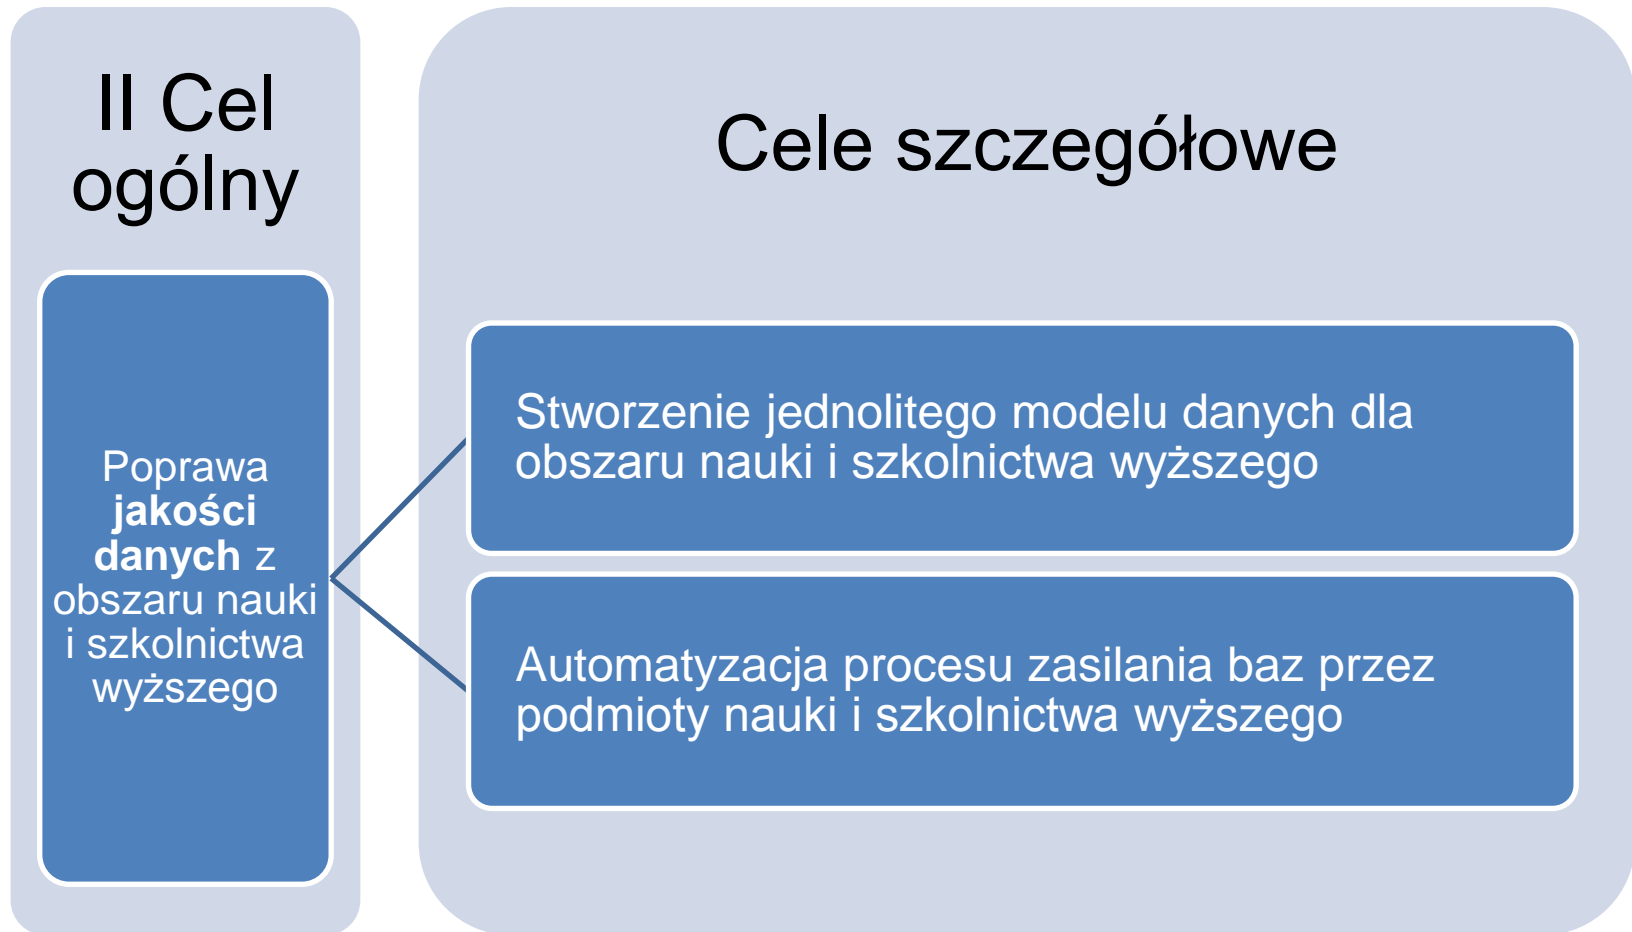 II Cel
ogólny
Poprawa
jakości
danych z
obszaru nauki
i szkolnictwa
wyższego
Cele szczegółowe
Stworzenie jednolitego modelu danych dla
obszaru nauki i szkolnictwa wyższego
Automatyzacja procesu zasilania baz przez
podmioty nauki i szkolnictwa wyższego